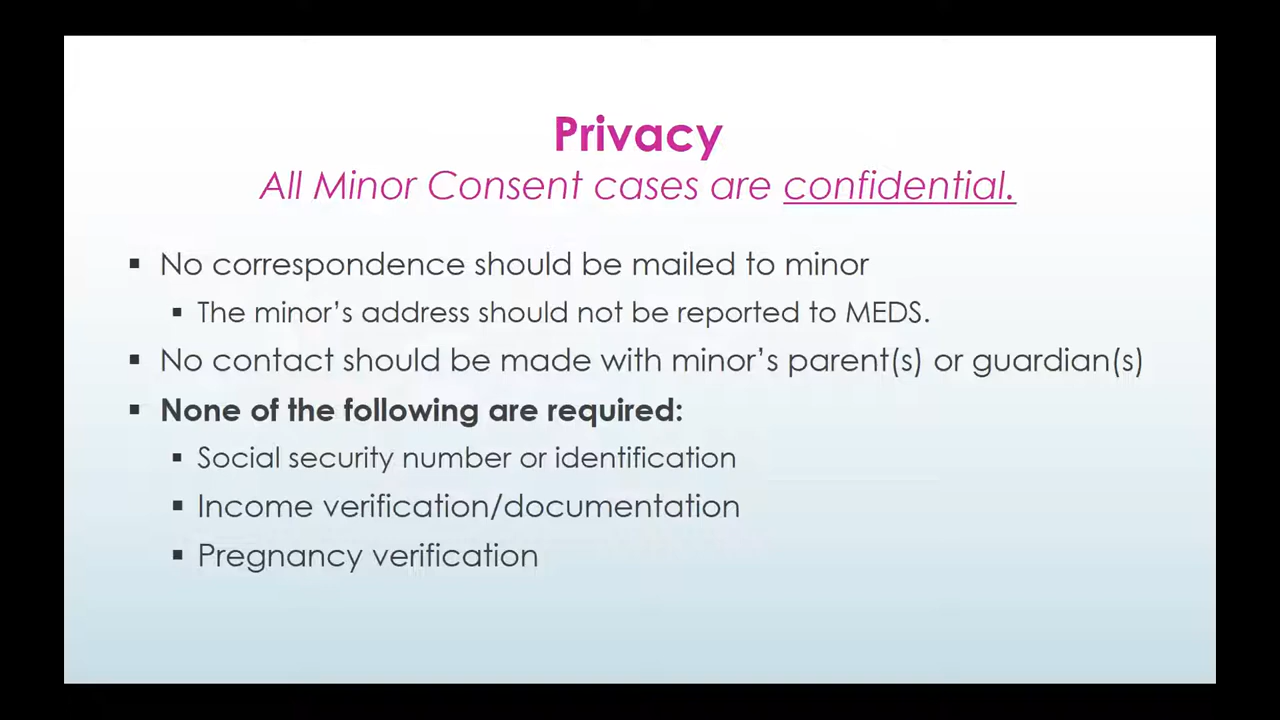 Privacy
All Minor Consent cases are confidential.
▪ No correspondence should be mailed to minor
▪ The minor's address should not be reported to MEDS.
▪ No contact should be made with minor's parent(s) or guardian(s)
▪ None of the following are required:
▪ Social security number or identification
▪ Income verification/documentation
▪ Pregnancy verification